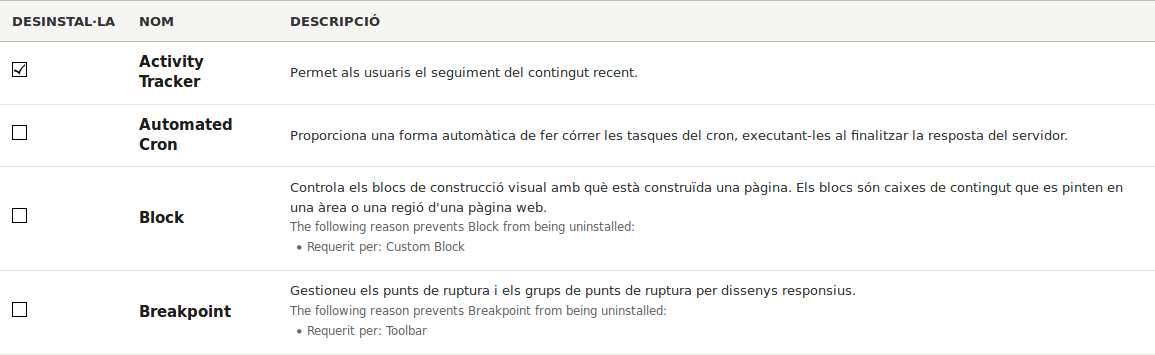 DESINSTAL·LA NOM DESCRIPCIÓ
Activity
Tracker
Permet als usuaris el seguiment del contingut recent.
Automated
Cron
Proporciona una forma automàtica de fer córrer les tasques del cron, executant-les al finalitzar la resposta del servidor.
Block
Controla els blocs de construcció visual amb què està construïda una pàgina. Els blocs són caixes de contingut que es pinten en
una àrea o una regió d'una pàgina web.
The following reason prevents Block from being uninstalled:
• Requerit per: Custom Block
Breakpoint
Gestioneu els punts de ruptura i els grups de punts de ruptura per dissenys responsius.
The following reason prevents Breakpoint from being uninstalled:
• Requerit per: Toolbar